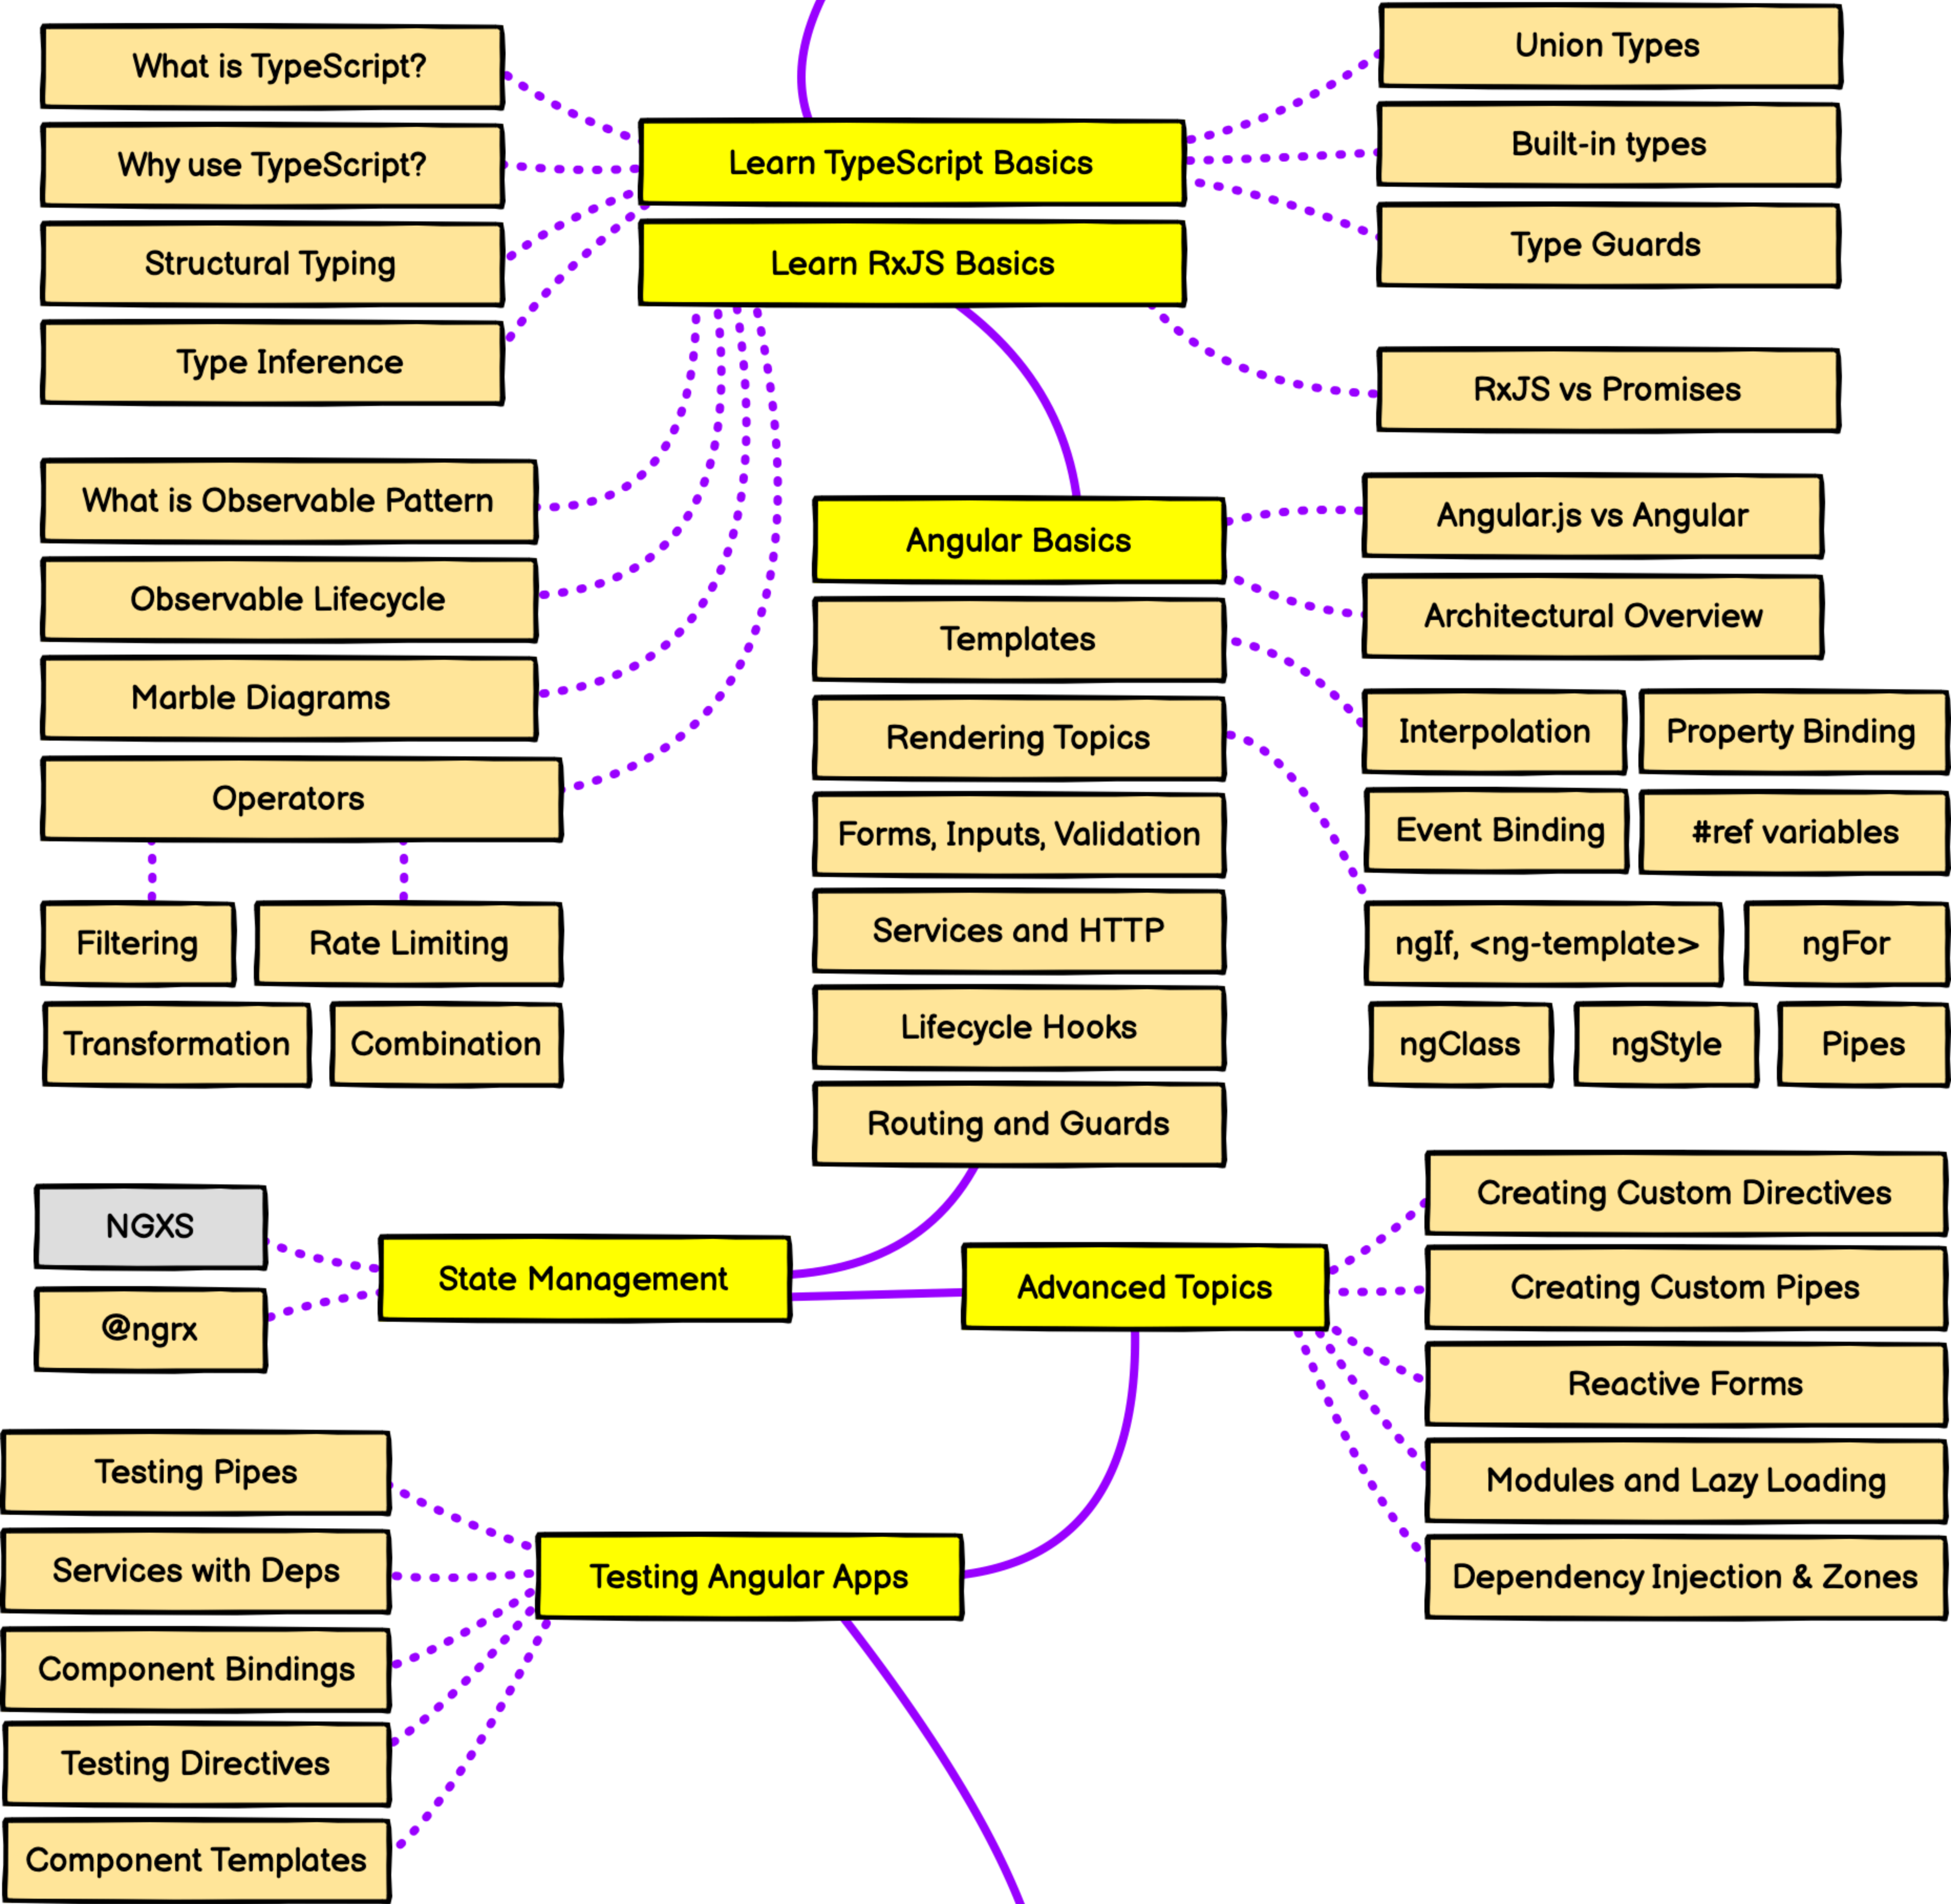 What is TypeScript?
Why use TypeScript?
Structural Typing
Type Inference
Learn TypeScript Basics
Learn RxJS Basics
Union Types
Built-in types
Type Guards
RxJS vs Promises
What is Observable Pattern
Observable Lifecycle
Marble Diagrams
Operators
Filtering
Rate Limiting
Transformation
Combination
Angular Basics
Templates
Rendering Topics
Forms, Inputs, Validation
Services and HTTP
Lifecycle Hooks
Routing and Guards
Angular.js vs Angular
Architectural Overview
Interpolation
Property Binding
Event Binding
#ref variables
ngIf, <ng-template>
ngFor
ngClass
ngStyle
Pipes
NGXS
@ngrx
State Management
Advanced Topics
Creating Custom Directives
Creating Custom Pipes
Reactive Forms
Modules and Lazy Loading
Dependency Injection & Zones
Testing Pipes
Services with Deps
Component Bindings
Testing Directives
Component Templates
Testing Angular Apps